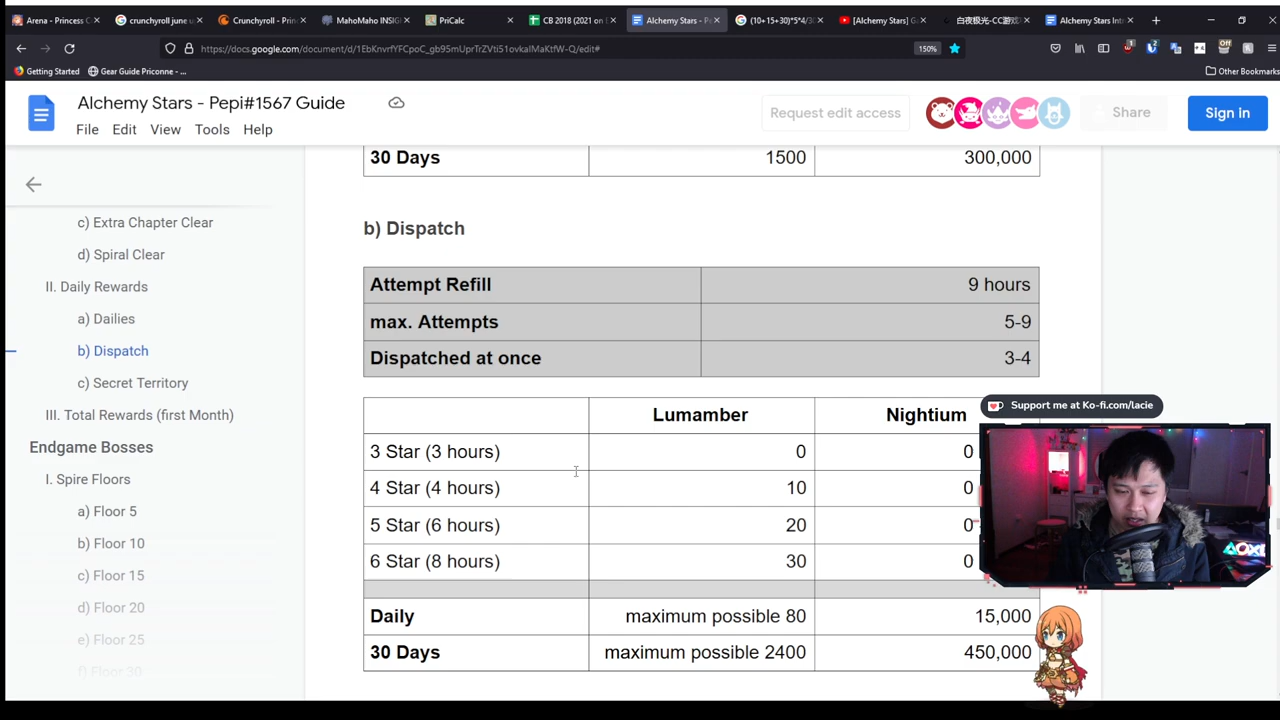 Arena - Princess C
crunchyroll june u
Crunchyroll - Prin
MahoMaho INSIG
PriCalc
CB 2018 (2021 on E
Alchemy Stars - Pe
(10+15+30)*5*4/3
[Alchemy Stars] G
白夜极光-CC游戏
Alchemy Stars Int
https://docs.google.com/document/d/1EbKnvrfYFCpoC_gb95mUprTrZVti51ovkalMaKtfW-Q/edit#
150%
Off
Getting Started
Gear Guide Priconne - ...
Other Bookmarks
Alchemy Stars - Pepi#1567 Guide
File Edit View Tools Help
Request edit access
Share
Sign in
c) Extra Chapter Clear
d) Spiral Clear
II. Daily Rewards
a) Dailies
b) Dispatch
c) Secret Territory
III. Total Rewards (first Month)
Endgame Bosses
I. Spire Floors
a) Floor 5
b) Floor 10
c) Floor 15
d) Floor 20
e) Floor 25
f) Floor 30
30 Days 1500 300,000
b) Dispatch
Attempt Refill 9 hours
max. Attempts 5-9
Dispatched at once 3-4
Lumamber Nightium
3 Star (3 hours) 0 0
4 Star (4 hours) 10 0
5 Star (6 hours) 20 0
6 Star (8 hours) 30 0
Daily maximum possible 80 15,000
30 Days maximum possible 2400 450,000
Support me at Ko-fi.com/lacie